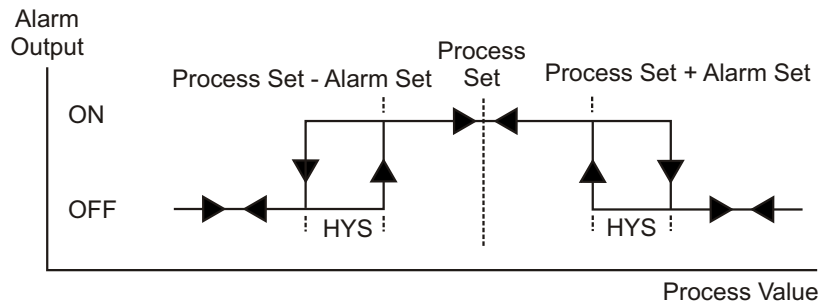 Alarm
Output
Process
Set
Process Set - Alarm Set
Process Set + Alarm Set
ON
OFF
HYS
HYS
Process Value